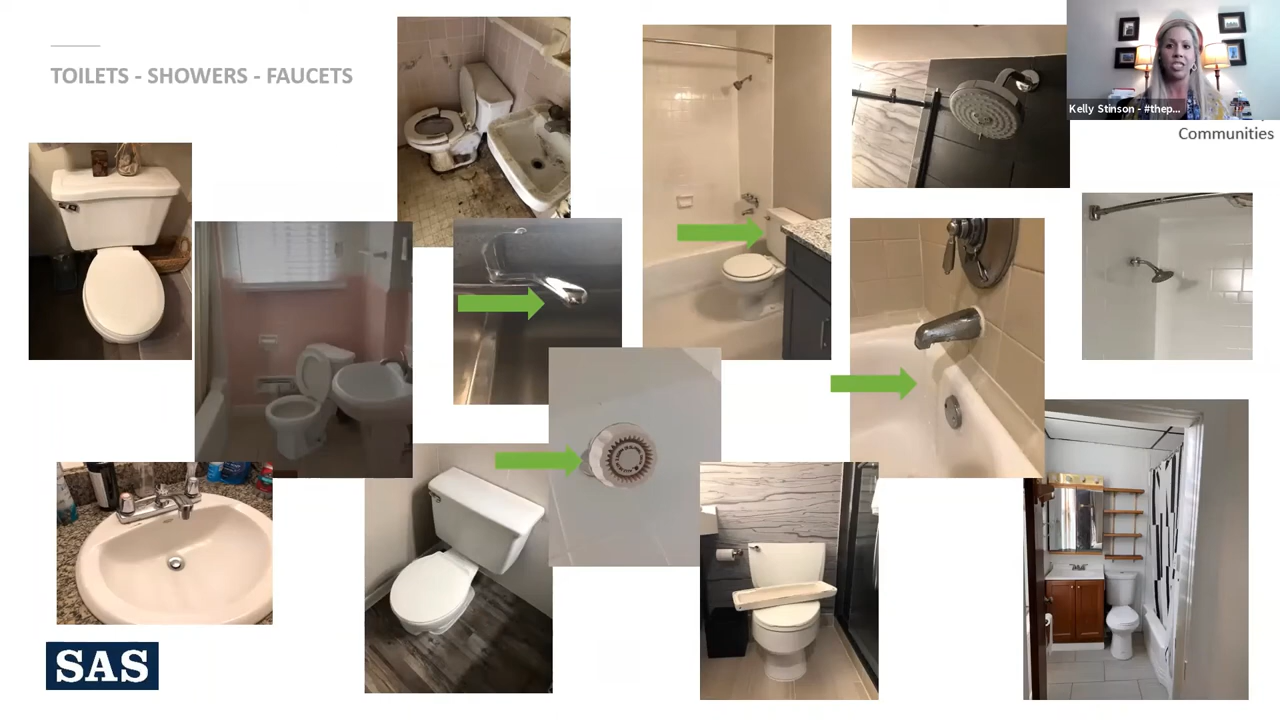 TOILETS - SHOWERS - FAUCETS
Kelly Stinson - #thep...
Communities
SAS